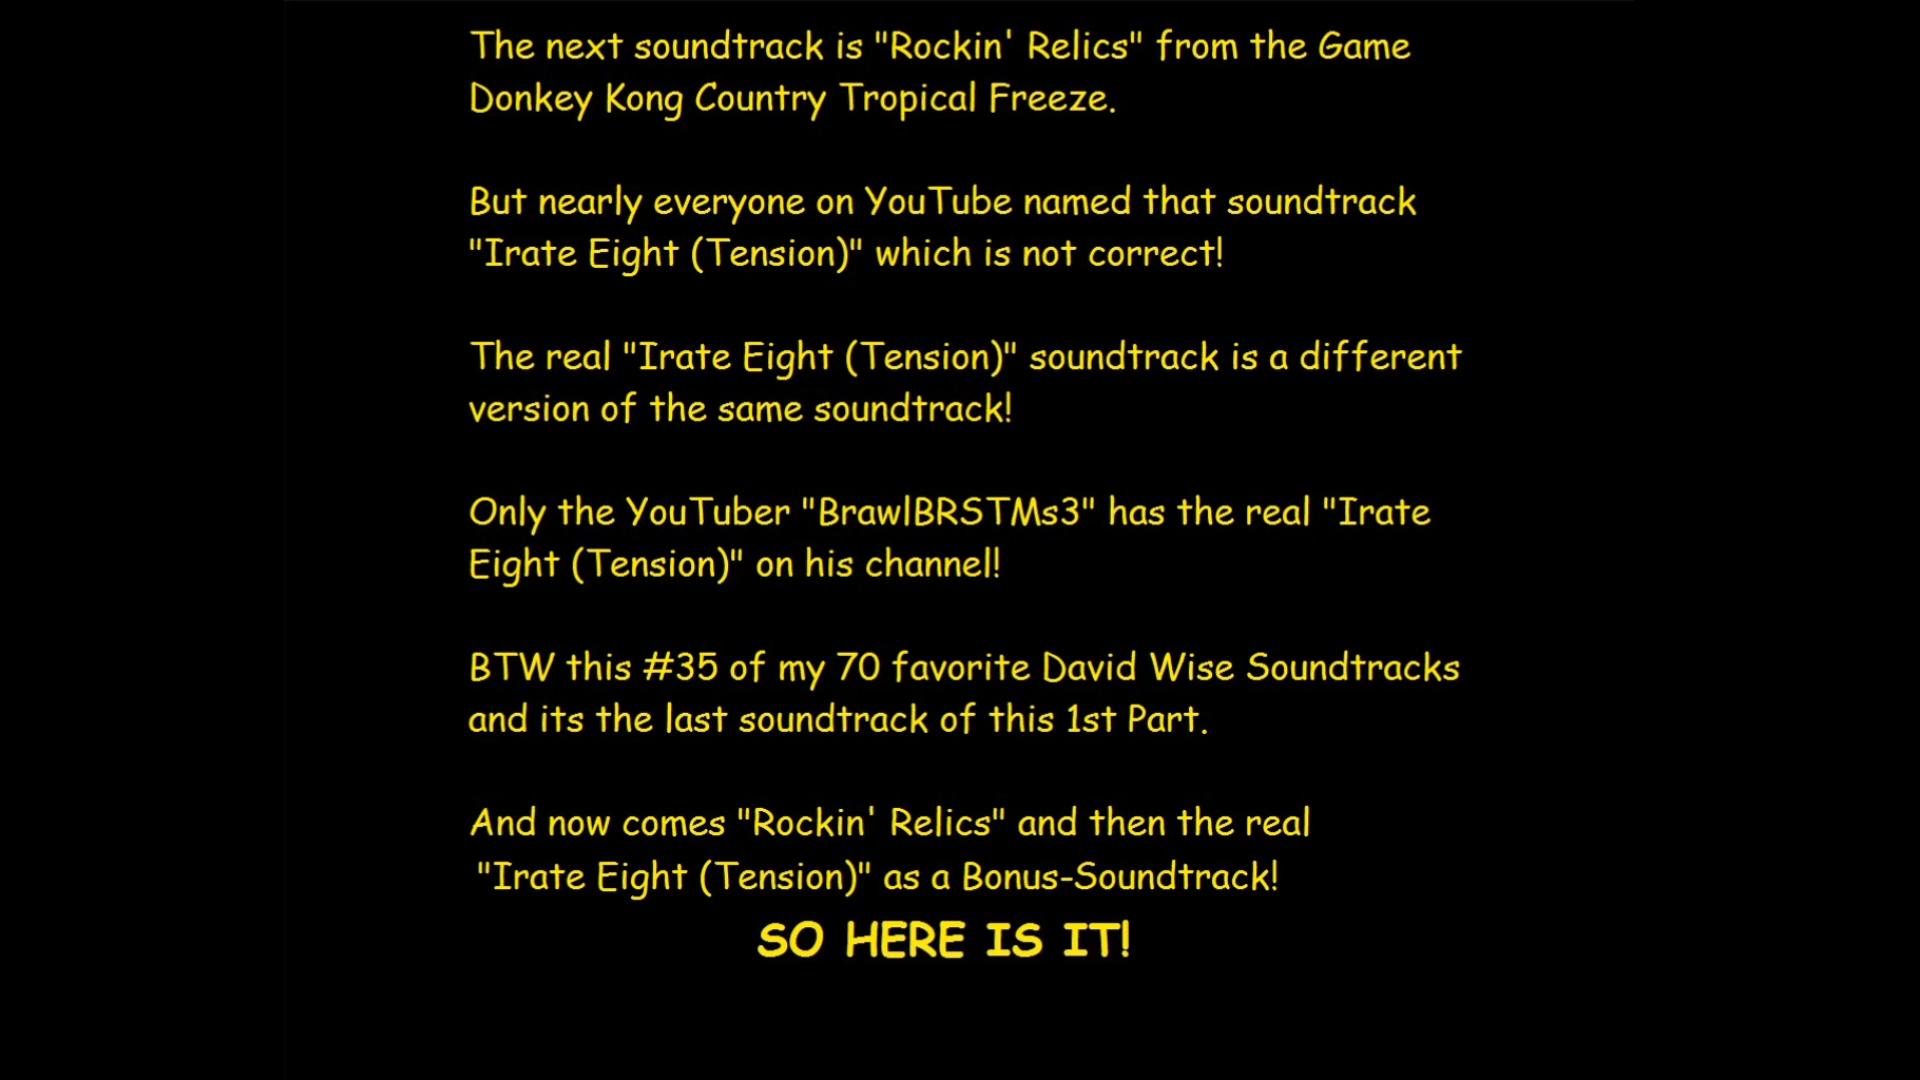 The next soundtrack is "Rockin' Relics" from the Game
Donkey Kong Country Tropical Freeze.
But nearly everyone on YouTube named that soundtrack
"Irate Eight (Tension)" which is not correct!
The real "Irate Eight (Tension)" soundtrack is a different
version of the same soundtrack!
Only the YouTuber "BrawlBRSTMs3" has the real "Irate
Eight (Tension)" on his channel!
BTW this #35 of my 70 favorite David Wise Soundtracks
and its the last soundtrack of this 1st Part.
And now comes "Rockin' Relics" and then the real
"Irate Eight (Tension)" as a Bonus-Soundtrack!
SO HERE IS IT!